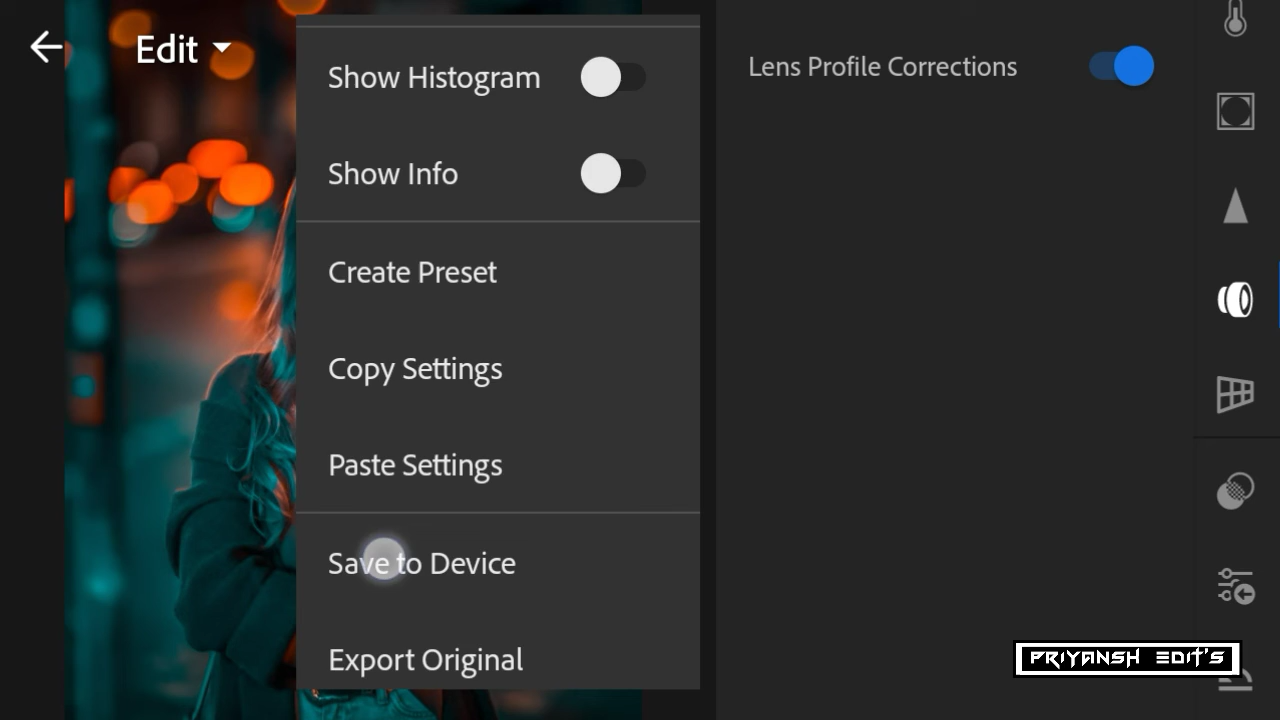 Edit
Show Histogram
Show Info
Create Preset
Copy Settings
Paste Settings
Save to Device
Export Original
Lens Profile Corrections
PRIYANSH EDIT'S